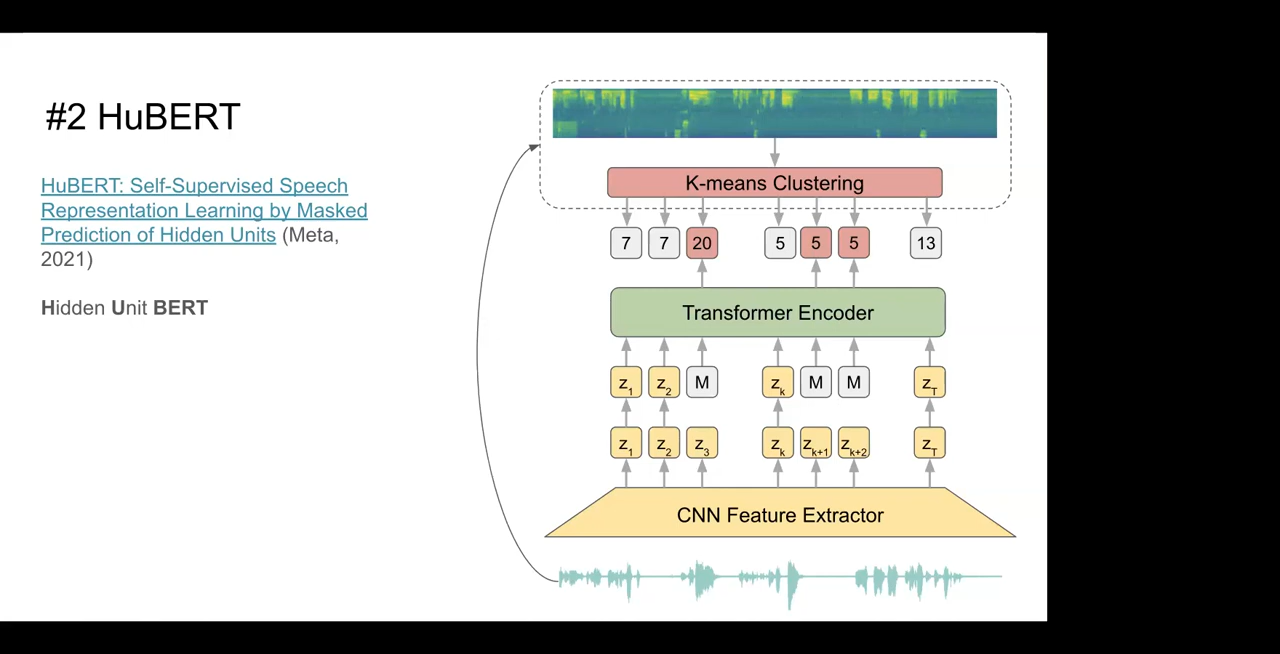 #2 HuBERT
HuBERT: Self-Supervised Speech
Representation Learning by Masked
Prediction of Hidden Units (Meta,
2021)
Hidden Unit BERT
K-means Clustering
7 7 20 5 5 5 13
Transformer Encoder
z1 z2 M zk M M zT
z1 z2 z3 zk zk+1 zk+2 zT
CNN Feature Extractor